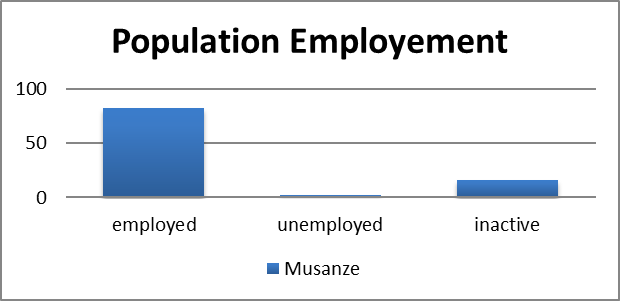 Population Employement
100
50
0
employed unemployed inactive
Musanze